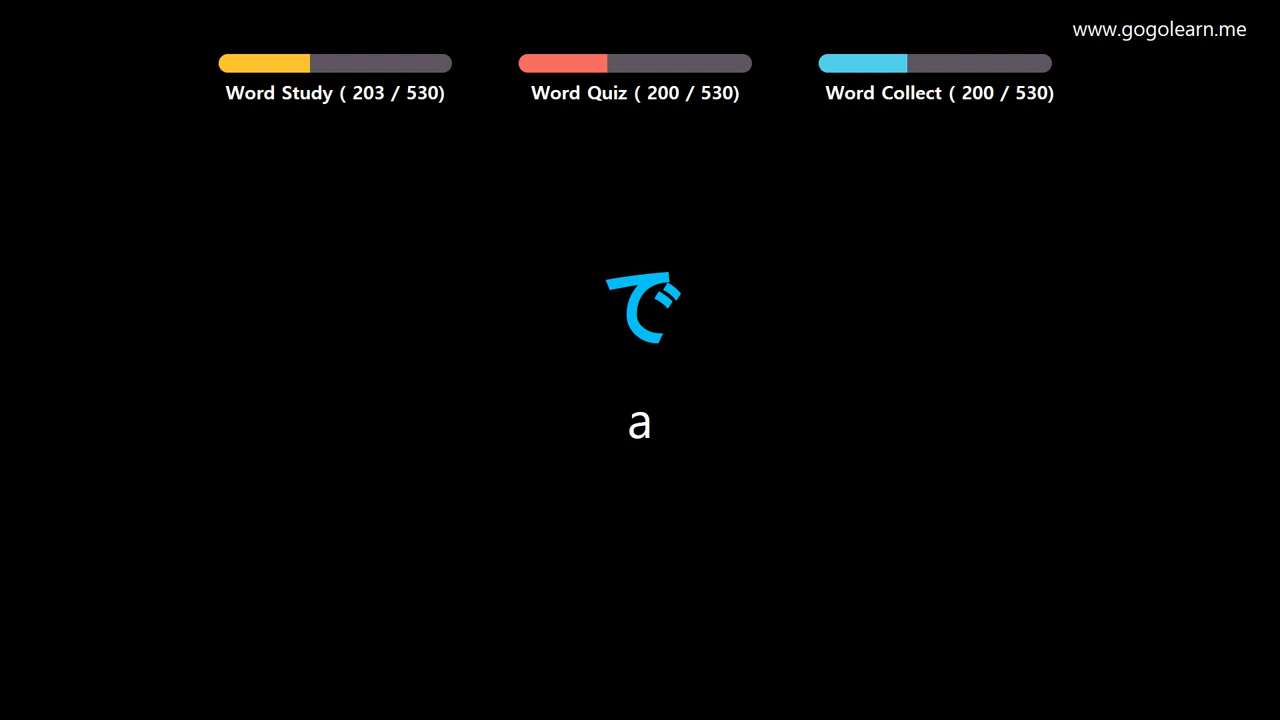 www.gogolearn.me
Word Study ( 203 / 530)
Word Quiz ( 200 / 530)
Word Collect ( 200 / 530)
で
a